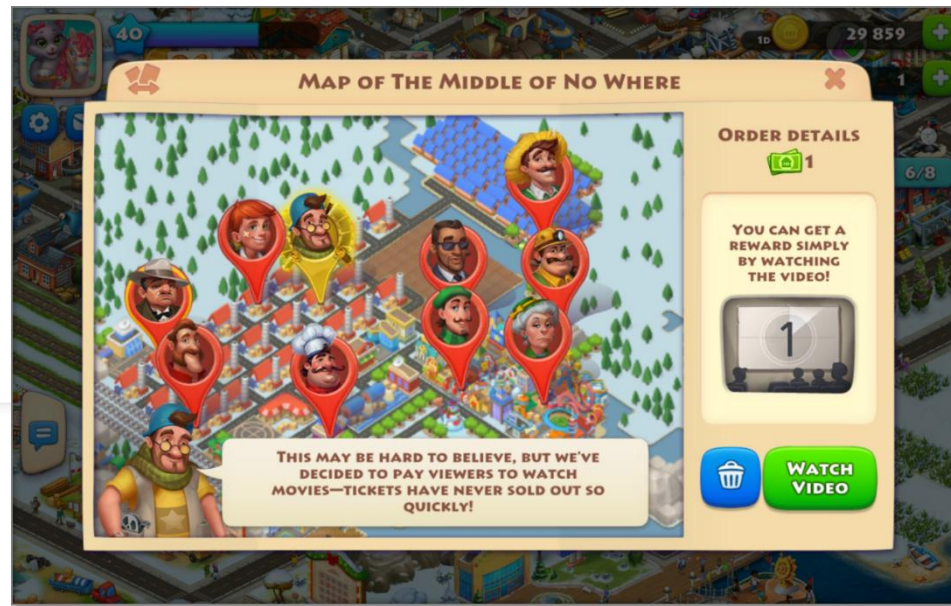 40
1D
29 859
MAP OF THE MIDDLE OF NO WHERE
1
ORDER DETAILS
1
6/8
YOU CAN GET A
REWARD SIMPLY
BY WATCHING
THE VIDEO!
1
THIS MAY BE HARD TO BELIEVE, BUT WE'VE
DECIDED TO PAY VIEWERS TO WATCH
MOVIES—TICKETS HAVE NEVER SOLD OUT SO
QUICKLY!
WATCH
VIDEO